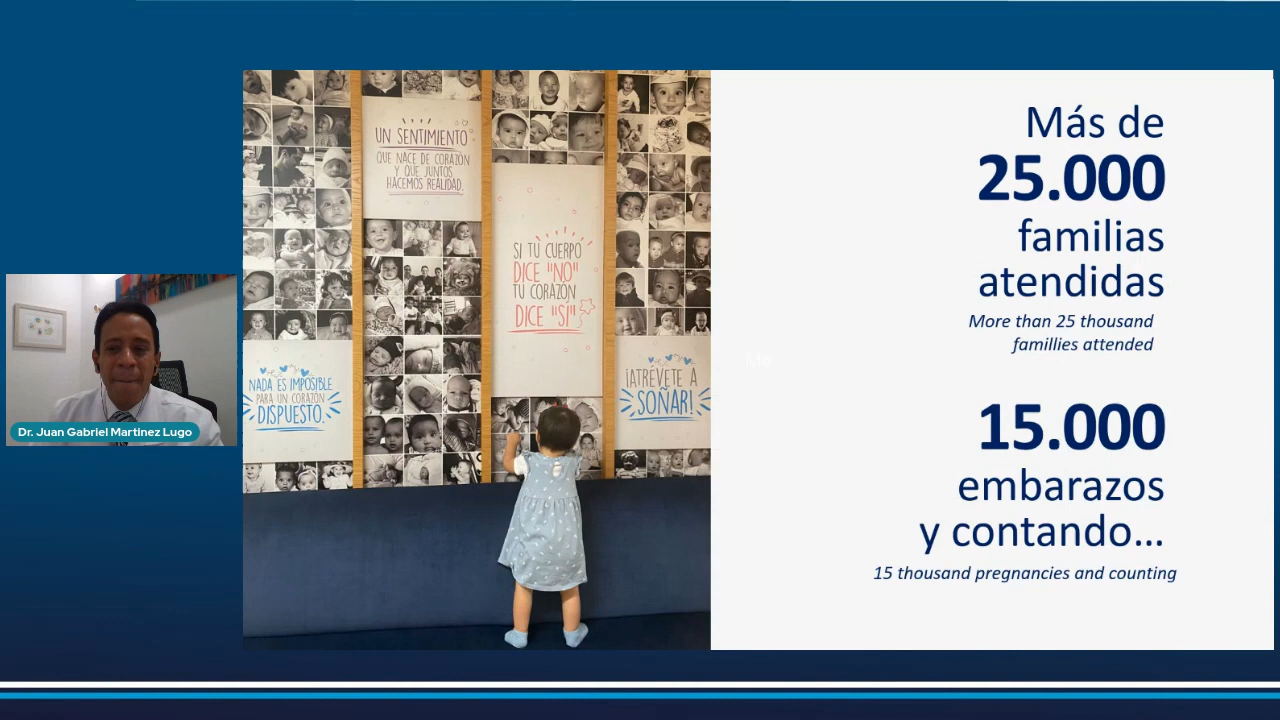 UN SENTIMIENTO
QUE NACE DE CORAZÓN
Y QUE JUNTOS
HACEMOS REALIDAD.
SI TU CUERPO
DICE "NO"
TU CORAZÓN
DICE "SÍ"
NADA ES IMPOSIBLE
PARA UN CORAZÓN
DISPUESTO.
¡ATRÉVETE A
SOÑAR!
Dr. Juan Gabriel Martínez Lugo
Más de
25.000
familias
atendidas
More than 25 thousand
famillies attended
Ma
15.000
embarazos
y contando...
15 thousand pregnancies and counting